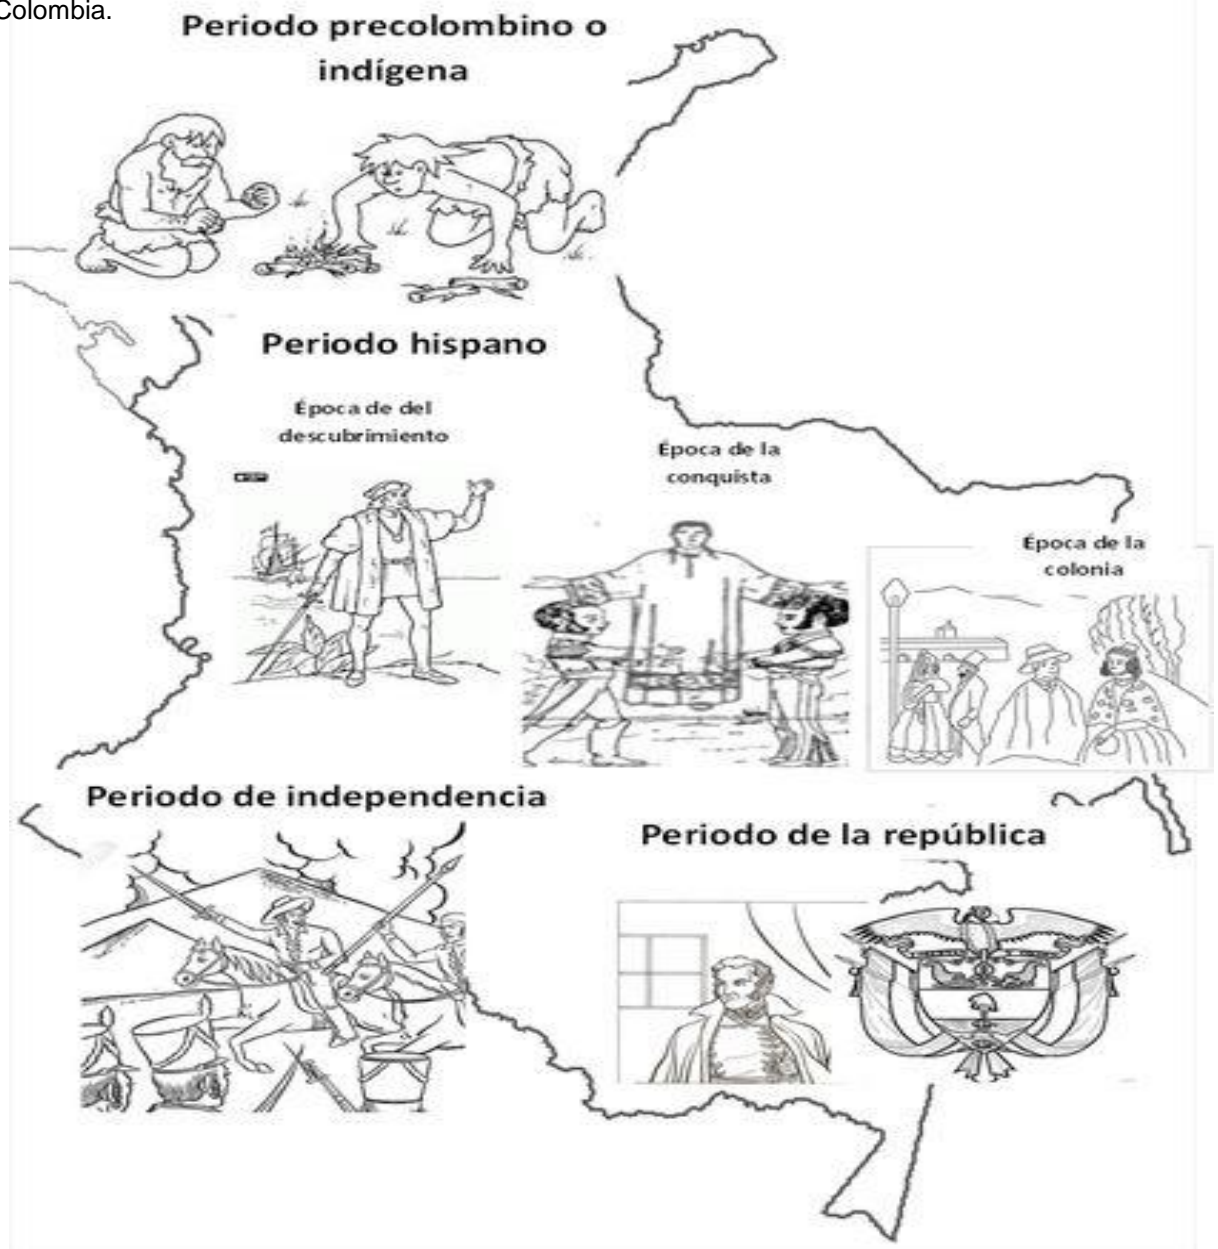 Colombia.
Periodo precolombino o
indígena
Periodo hispano
Época de del
descubrimiento
Época de la
conquista
Época de la
colonia
Periodo de independencia
Periodo de la república